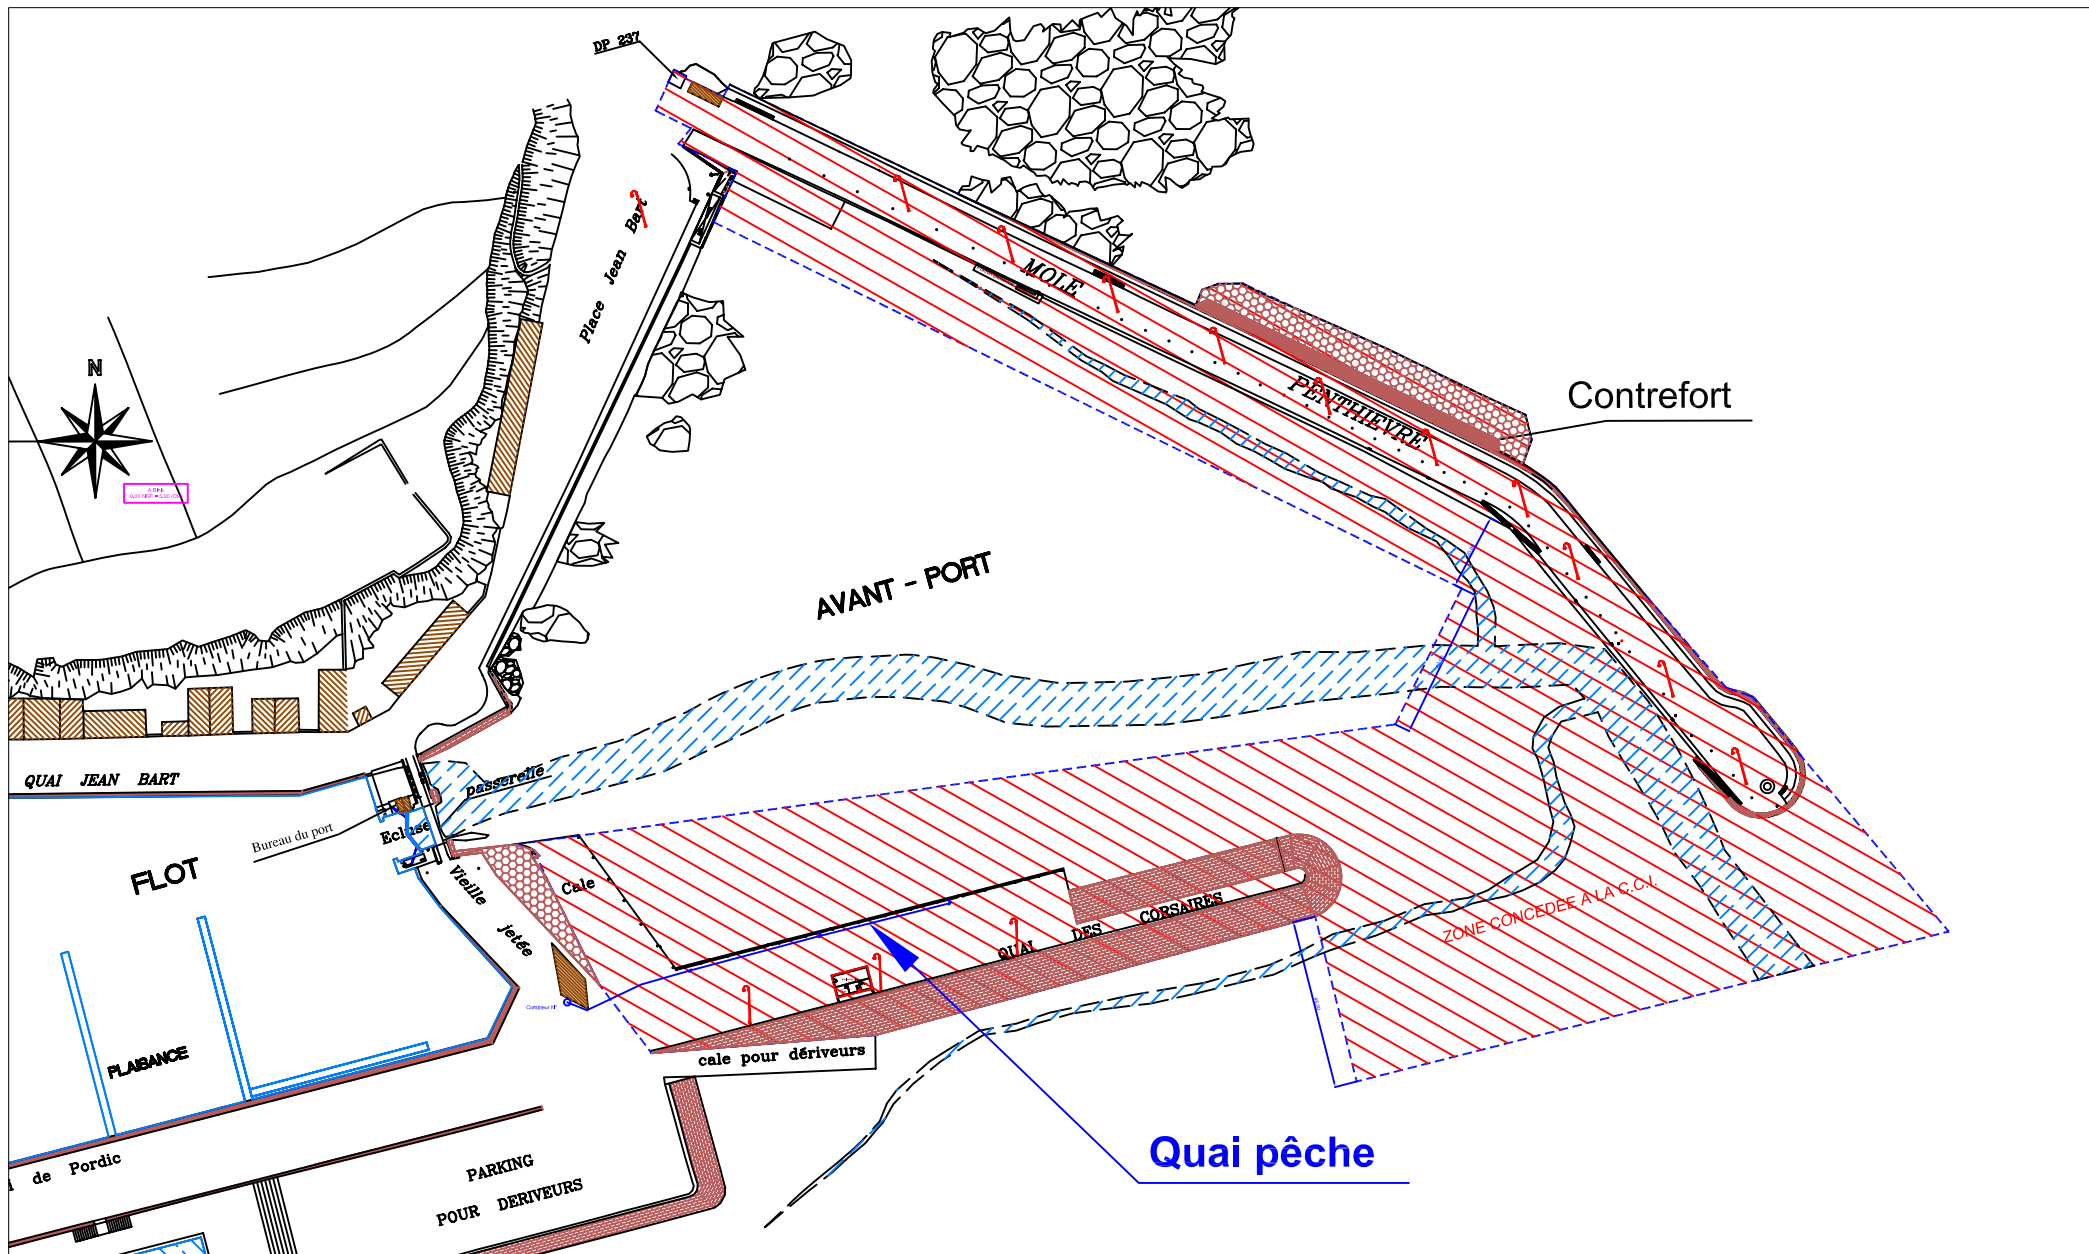 DP 237
Place Jean Bart
MOLE
PENTHIEVRE
Contrefort
N
AVANT - PORT
QUAI JEAN BART
passerelle
Ecluse
Bureau du port
FLOT
Vieille
jetée
Cale
QUAI DES CORSAIRES
ZONE CONCEDEE A LA C.C.I.
Compteur N°
PLAISANCE
cale pour dériveurs
Quai pêche
de Pordic
PARKING
POUR DERIVEURS